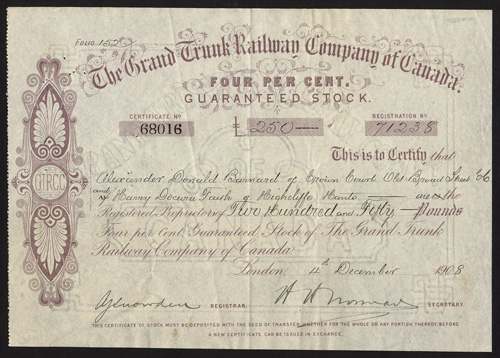 Folio 152
The Grand Trunk Railway Company of Canada.
FOUR PER CENT.
GUARANTEED STOCK.
CERTIFICATE No
REGISTRATION No
68016
£ 250
71238
This is to Certify that
Alexander Donald Barnard of Crown Court Old Broad Street EC
and Harry Down Faith of Highcliffe Hants are the
Registered Proprietors of Two Hundred and Fifty Pounds
Four per Cent. Guaranteed Stock of The Grand Trunk
Railway Company of Canada.
London, 4th December 1908
GTRCC
REGISTRAR.
H H Norman
SECRETARY
THIS CERTIFICATE OF STOCK MUST BE DEPOSITED WITH THE DEED OF TRANSFER WHETHER FOR THE WHOLE OR ANY PORTION THEREOF, BEFORE
A NEW CERTIFICATE CAN BE ISSUED IN EXCHANGE.